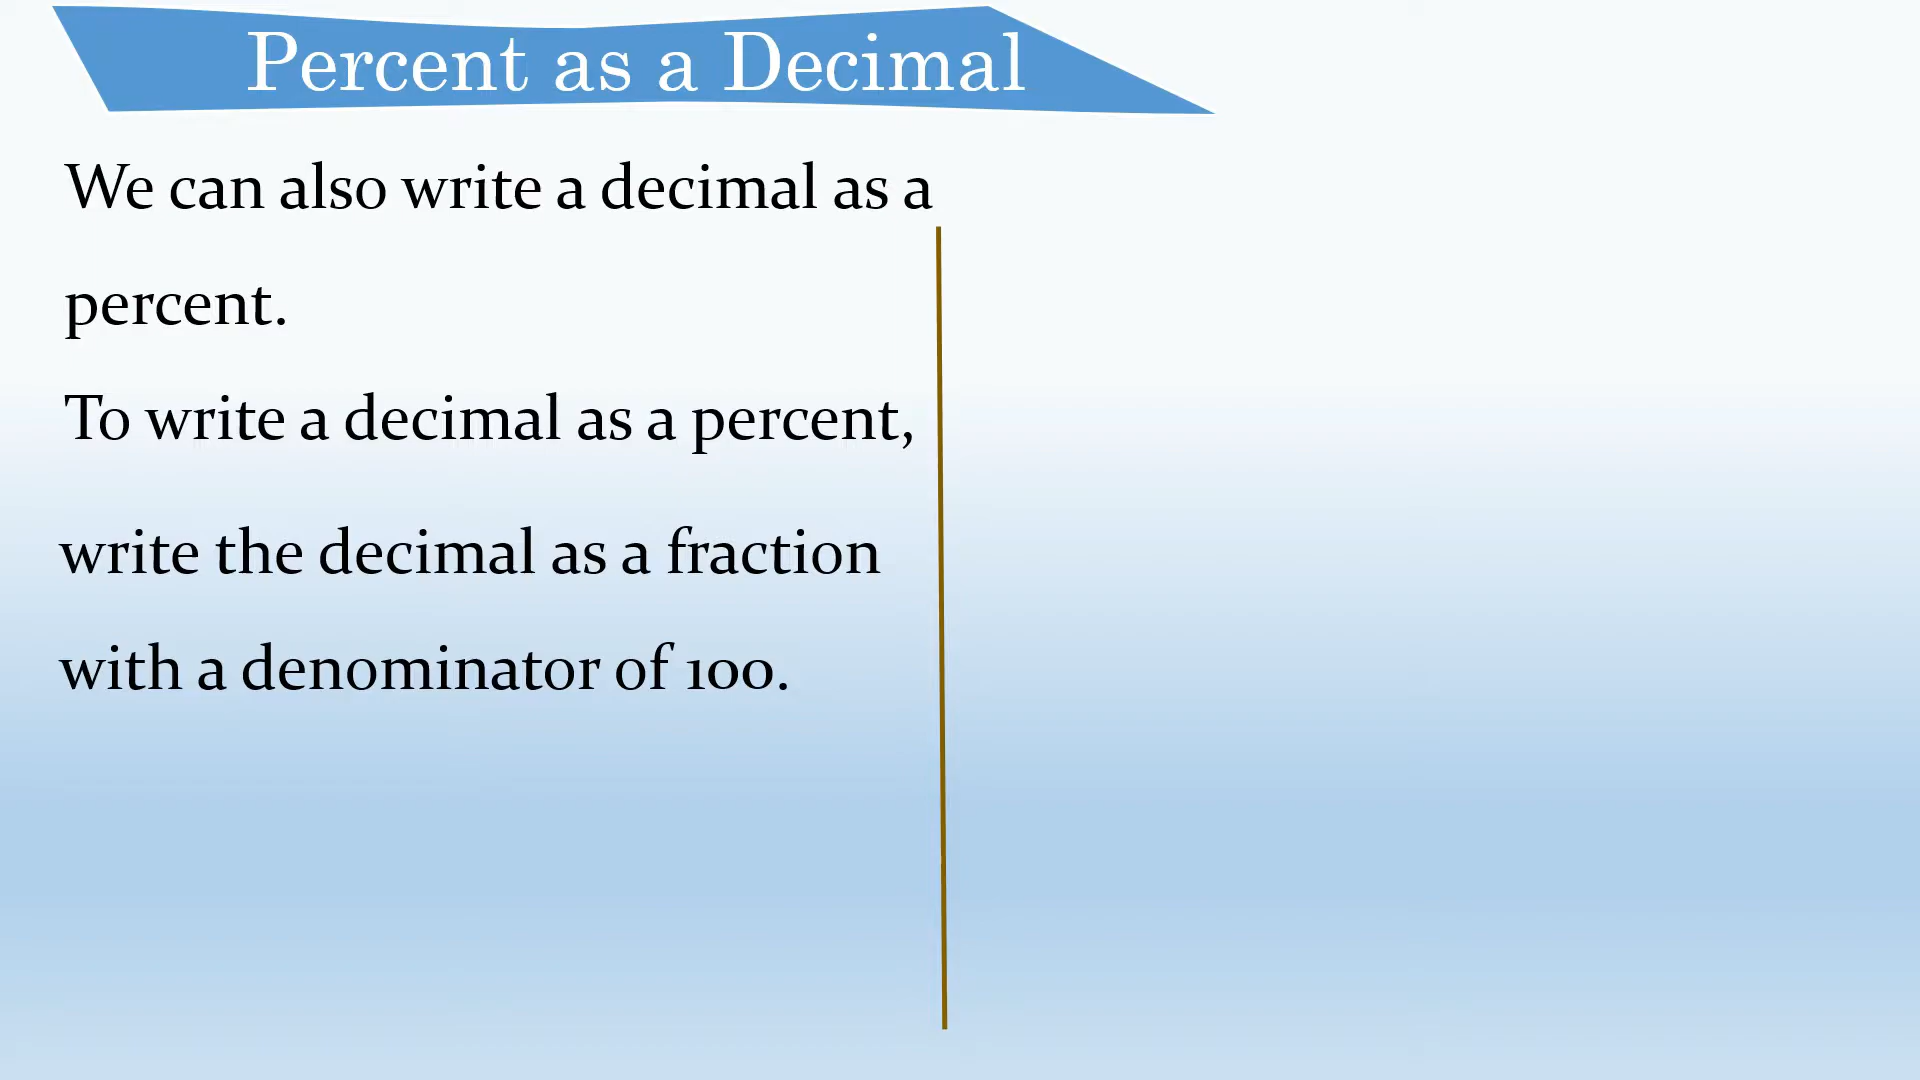 Percent as a Decimal
We can also write a decimal as a
percent.
To write a decimal as a percent,
write the decimal as a fraction
with a denominator of 100.